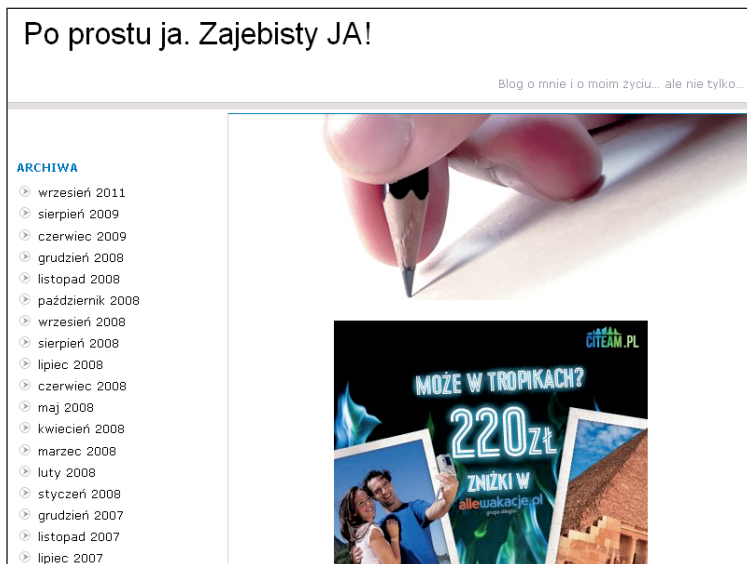 Po prostu ja. Zajebisty JA!
Blog o mnie i o moim życiu... ale nie tylko...
ARCHIWA
wrzesień 2011
sierpień 2009
czerwiec 2009
grudzień 2008
listopad 2008
październik 2008
wrzesień 2008
sierpień 2008
lipiec 2008
czerwiec 2008
maj 2008
kwiecień 2008
marzec 2008
luty 2008
styczeń 2008
grudzień 2007
listopad 2007
lipiec 2007
CITEAM.PL
MOŻE W TROPIKACH?
220ZŁ
ZNIŻKI W
allewakacje.pl
grupa allegro